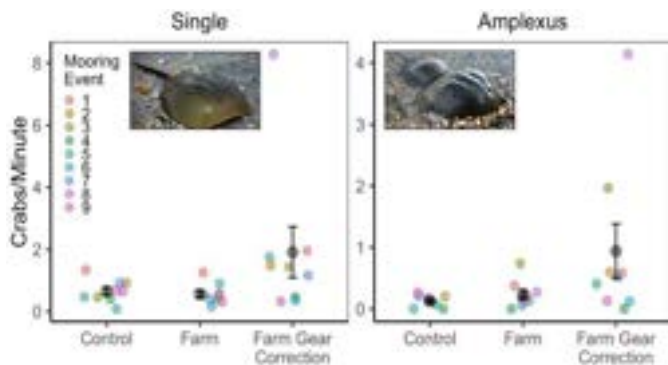 Single
Amplexus
Crabs/Minute
8
6
4
2
0
Mooring
Event
1
2
3
4
5
6
7
8
9
4
3
2
1
0
Control
Farm
Farm Gear
Correction
Control
Farm
Farm Gear
Correction